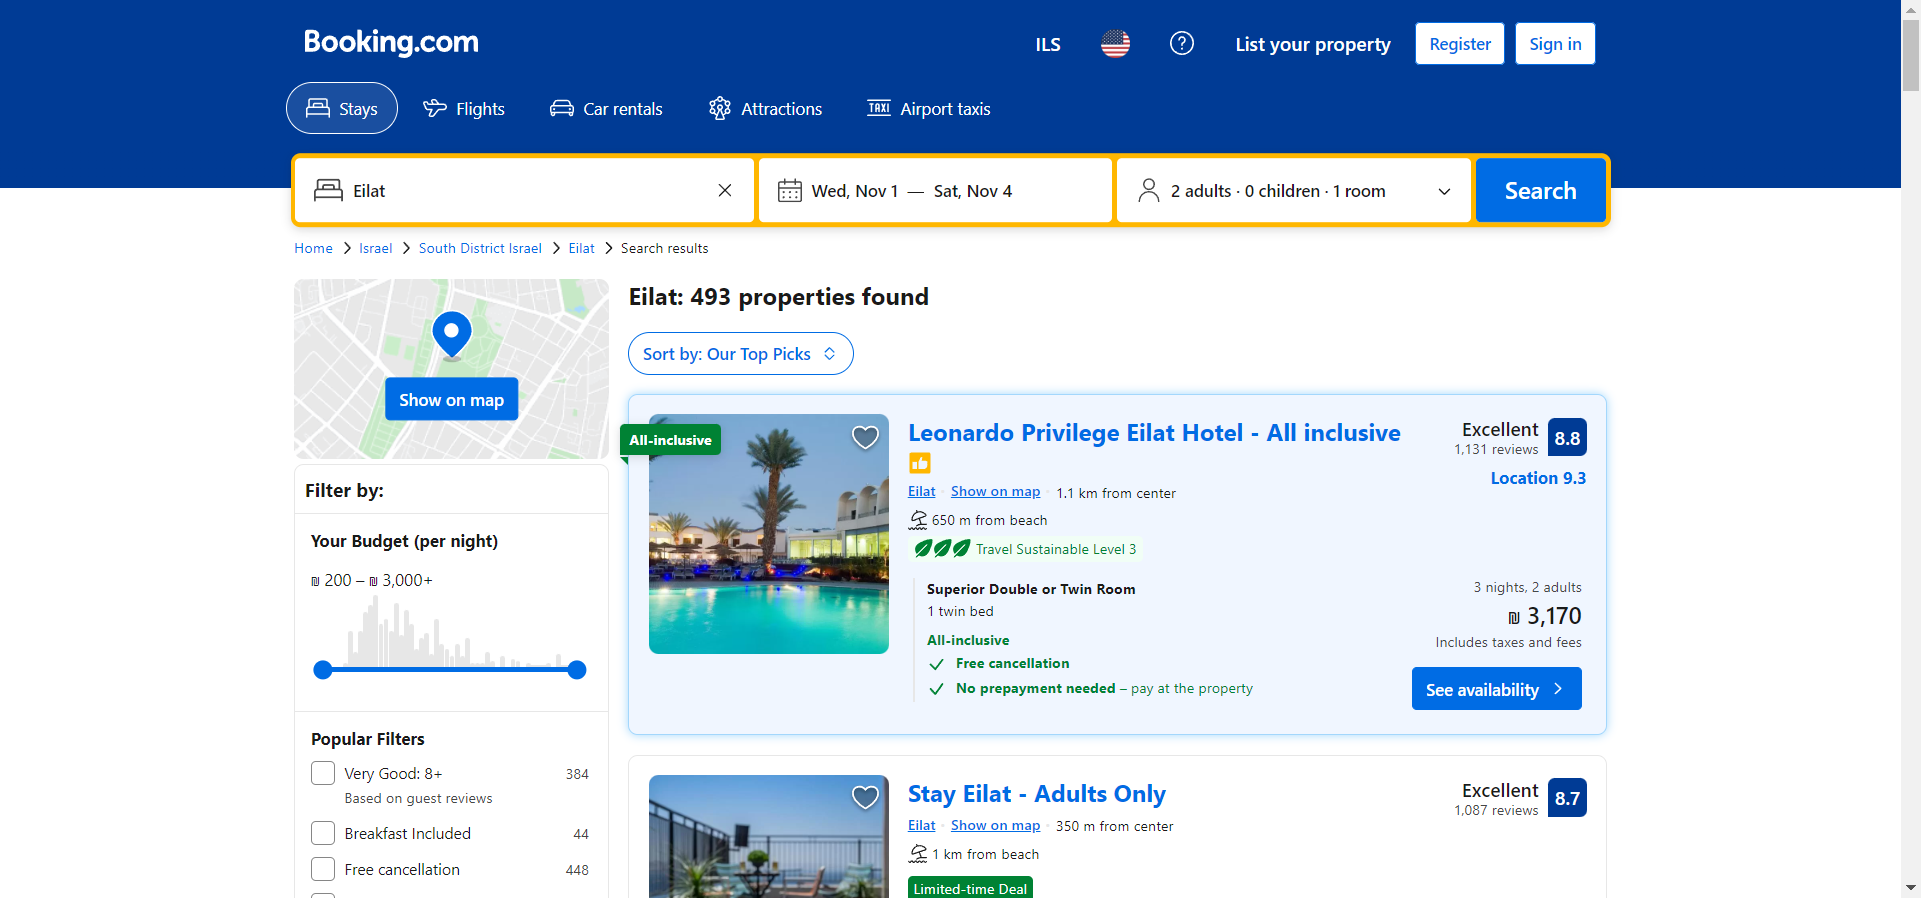 Booking.com
ILS
List your property
Register
Sign in
Stays
Flights
Car rentals
Attractions
TAXI
Airport taxis
Eilat
Wed, Nov 1 — Sat, Nov 4
2 adults · 0 children · 1 room
Search
Home > Israel > South District Israel > Eilat > Search results
Show on map
Filter by:
Your Budget (per night)
₪ 200 – ₪ 3,000+
Popular Filters
Very Good: 8+ 384
Based on guest reviews
Breakfast Included 44
Free cancellation 448
Eilat: 493 properties found
Sort by: Our Top Picks
All-inclusive
Leonardo Privilege Eilat Hotel - All inclusive
Excellent
1,131 reviews
8.8
Location 9.3
Eilat · Show on map · 1.1 km from center
650 m from beach
Travel Sustainable Level 3
Superior Double or Twin Room
1 twin bed
All-inclusive
Free cancellation
No prepayment needed – pay at the property
3 nights, 2 adults
₪ 3,170
Includes taxes and fees
See availability
Stay Eilat - Adults Only
Excellent
1,087 reviews
8.7
Eilat · Show on map · 350 m from center
1 km from beach
Limited-time Deal